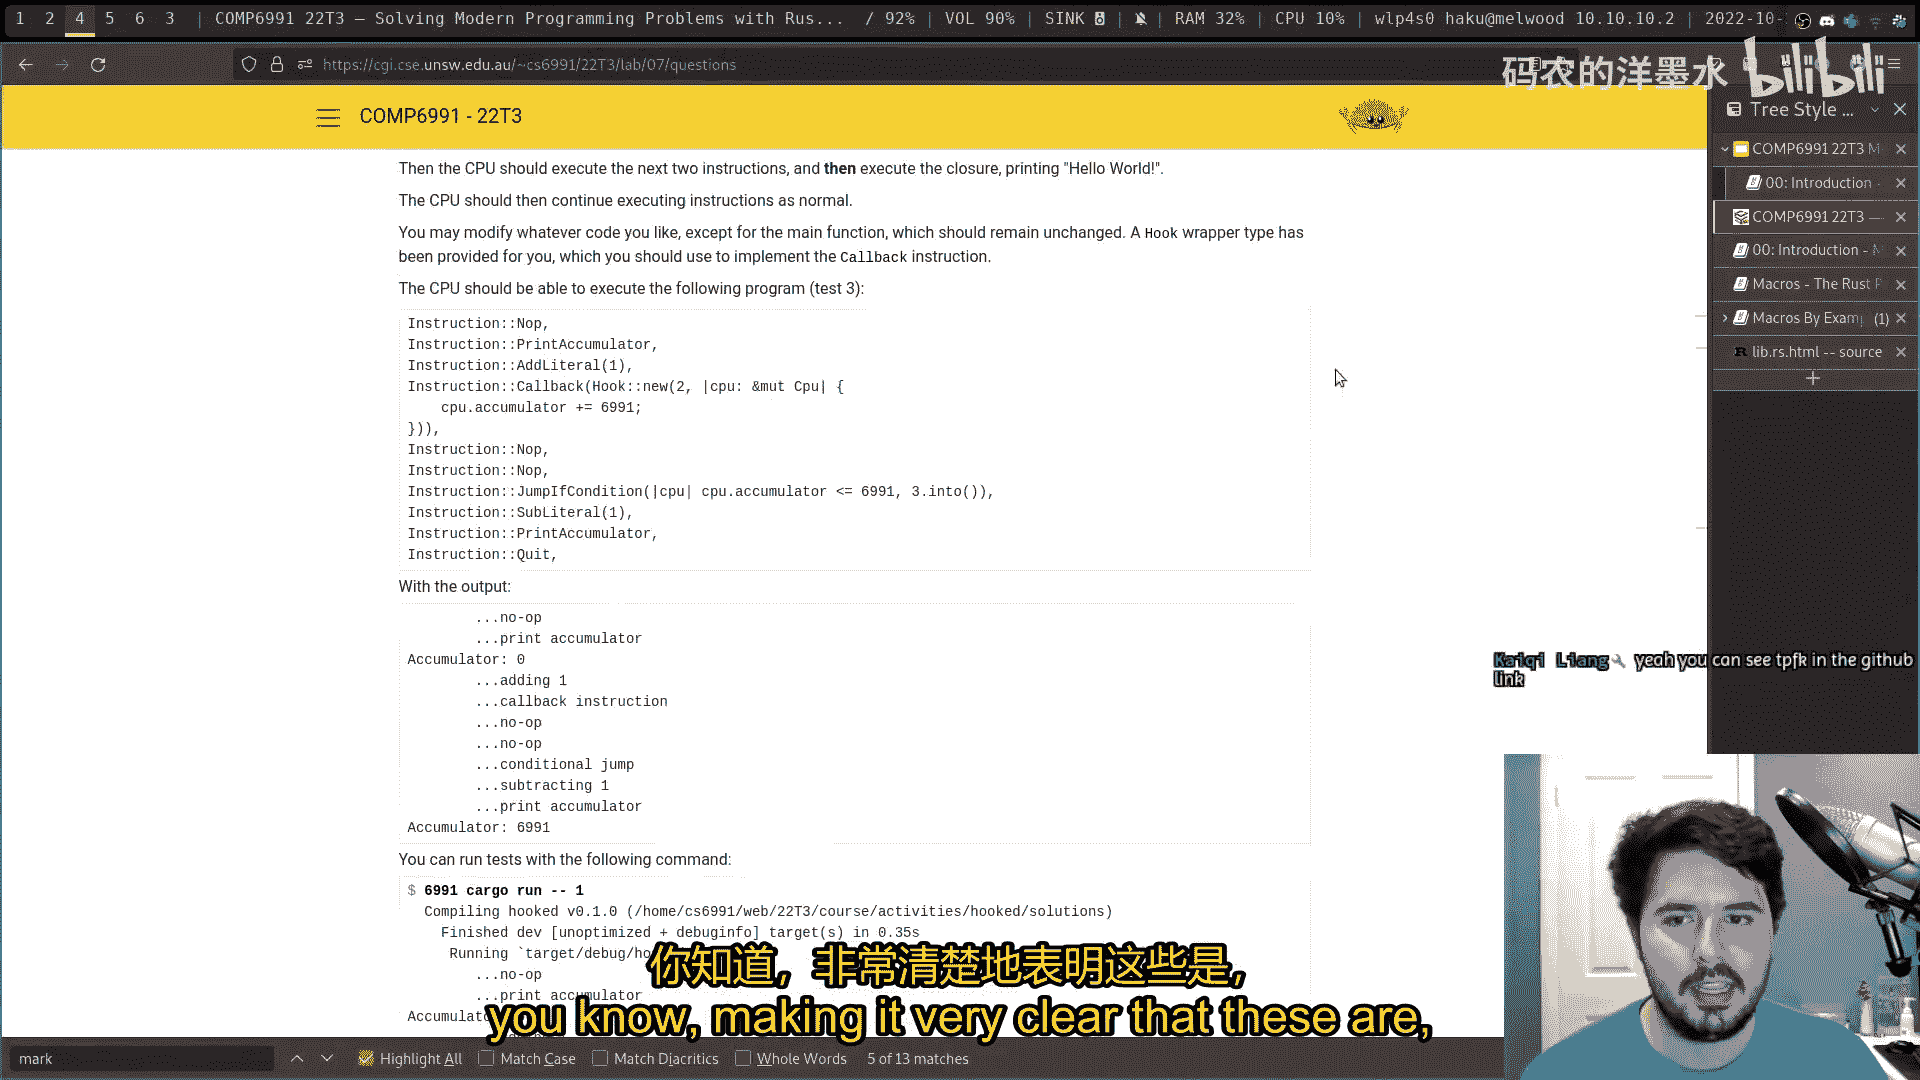 1 2 4 5 6 3 | COMP6991 22T3 – Solving Modern Programming Problems with Rus... / 92% | VOL 90% | SINK | | RAM 32% | CPU 10% | wlp4s0 haku@melwood 10.10.10.2 | 2022-10-
https://cgi.cse.unsw.edu.au/~cs6991/22T3/lab/07/questions
码农的洋墨水 bilibili
COMP6991 - 22T3
Tree Style ...
COMP6991 22T3 M
00: Introduction -
COMP6991 22T3 —
00: Introduction - M
Macros - The Rust P
Macros By Examp (1)
lib.rs.html -- source
Then the CPU should execute the next two instructions, and then execute the closure, printing "Hello World!".
The CPU should then continue executing instructions as normal.
You may modify whatever code you like, except for the main function, which should remain unchanged. A Hook wrapper type has
been provided for you, which you should use to implement the Callback instruction.
The CPU should be able to execute the following program (test 3):
Instruction::Nop,
Instruction::PrintAccumulator,
Instruction::AddLiteral(1),
Instruction::Callback(Hook::new(2, |cpu: &mut Cpu| {
cpu.accumulator += 6991;
})),
Instruction::Nop,
Instruction::Nop,
Instruction::JumpIfCondition(|cpu| cpu.accumulator <= 6991, 3.into()),
Instruction::SubLiteral(1),
Instruction::PrintAccumulator,
Instruction::Quit,
With the output:
...no-op
...print accumulator
Accumulator: 0
...adding 1
...callback instruction
...no-op
...no-op
...conditional jump
...subtracting 1
...print accumulator
Accumulator: 6991
Kaiqi Liang yeah you can see tpfk in the github
link
You can run tests with the following command:
$ 6991 cargo run -- 1
Compiling hooked v0.1.0 (/home/cs6991/web/22T3/course/activities/hooked/solutions)
Finished dev [unoptimized + debuginfo] target(s) in 0.35s
Running `target/debug/ho
...no-op
...print accumulator
Accumulat
你知道，非常清楚地表明这些是，
you know, making it very clear that these are,
mark Highlight All Match Case Match Diacritics Whole Words 5 of 13 matches